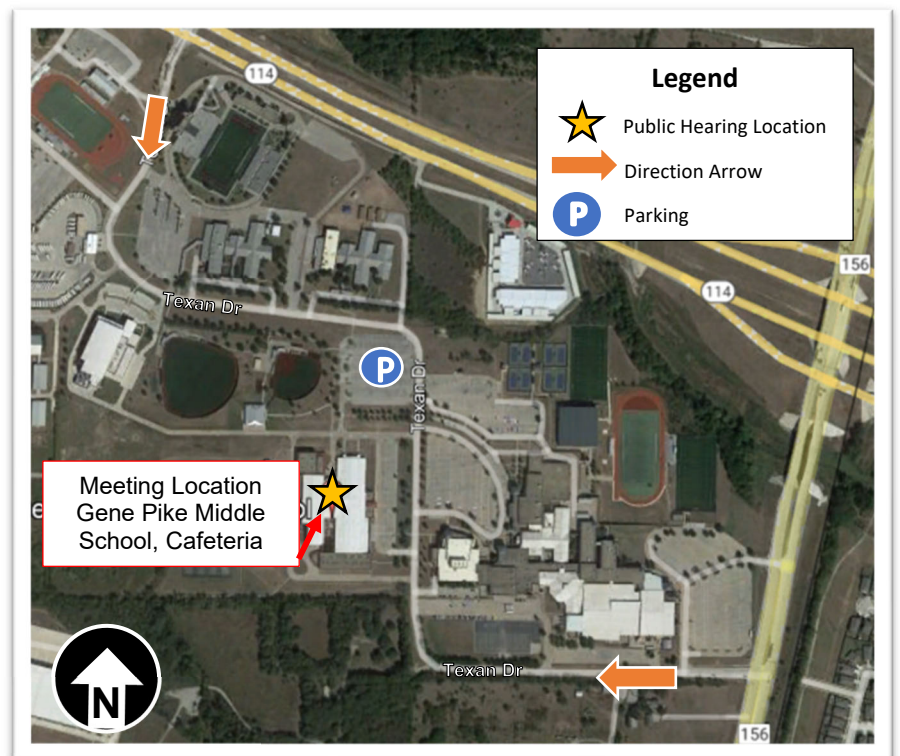 114
Legend
Public Hearing Location
Direction Arrow
P
Parking
156
114
Texan Dr
P
Texan Dr
Meeting Location
Gene Pike Middle
School, Cafeteria
N
Texan Dr
156